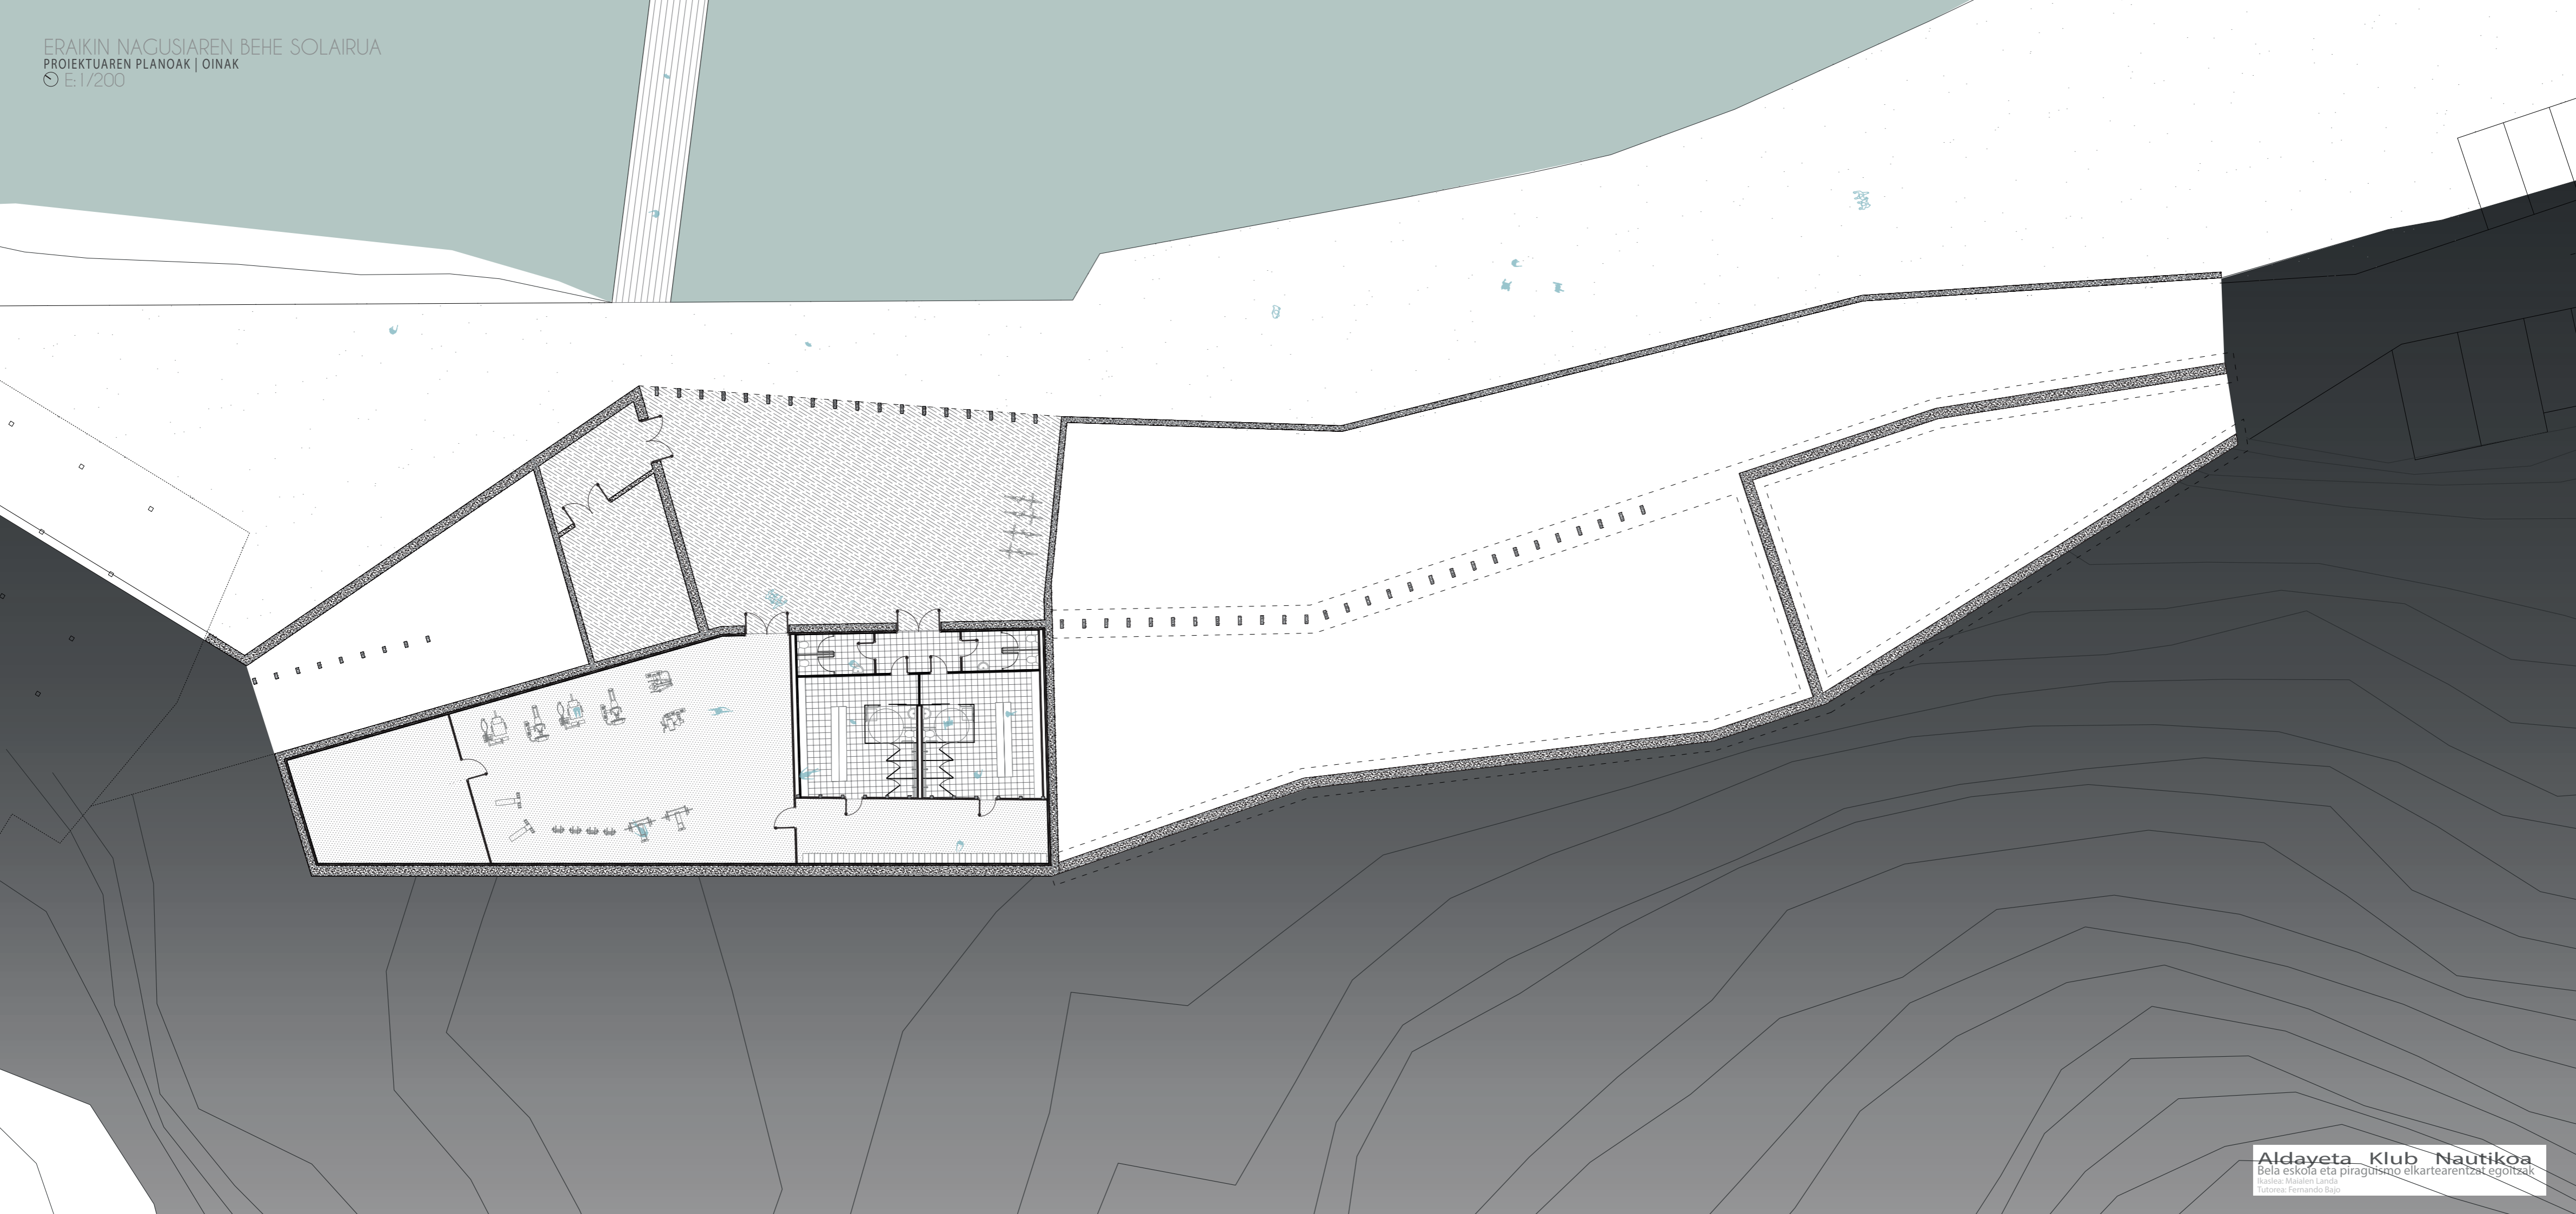 ERAIKIN NAGUSIAREN BEHE SOLAIRUA
PROIEKTUAREN PLANOAK | OINAK
E:1/200
Aldayeta Klub Nautikoa
Bela eskola eta piraguismo elkartearentzat egoitzak
Ikaslea: Maialen Landa
Tutorea: Fernando Bajo